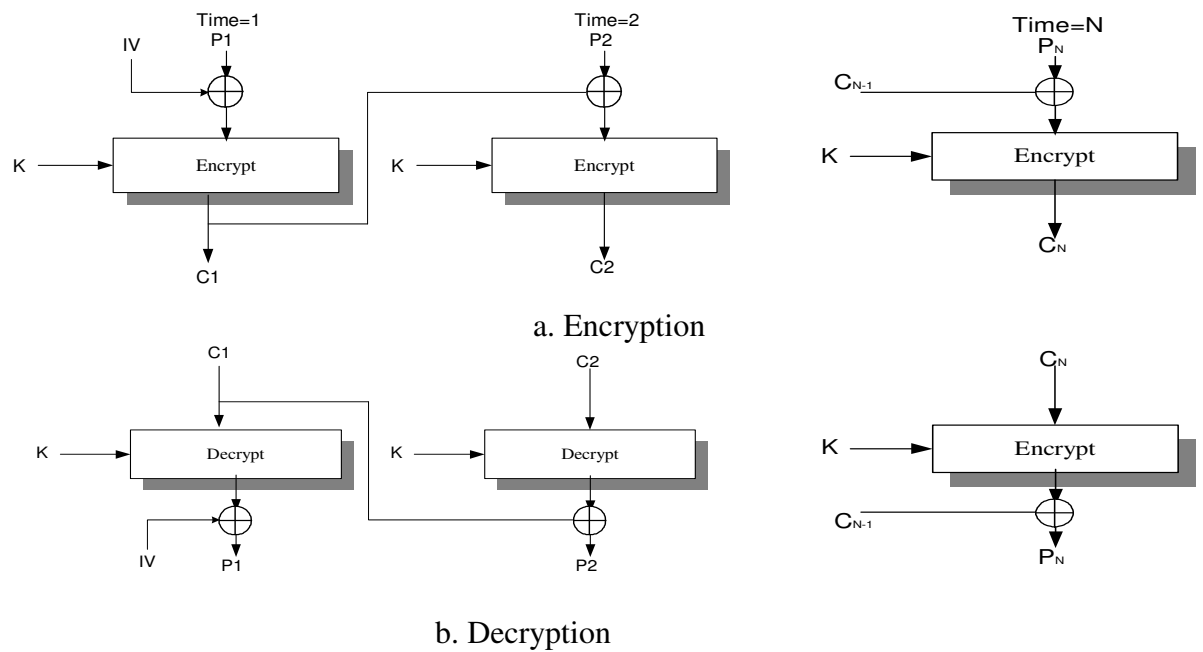 Time=1
P1
IV
K
Encrypt
C1
Time=2
P2
K
Encrypt
C2
Time=N
PN
CN-1
K
Encrypt
CN
a. Encryption
C1
K
Decrypt
IV
P1
C2
K
Decrypt
P2
CN
K
Encrypt
CN-1
PN
b. Decryption